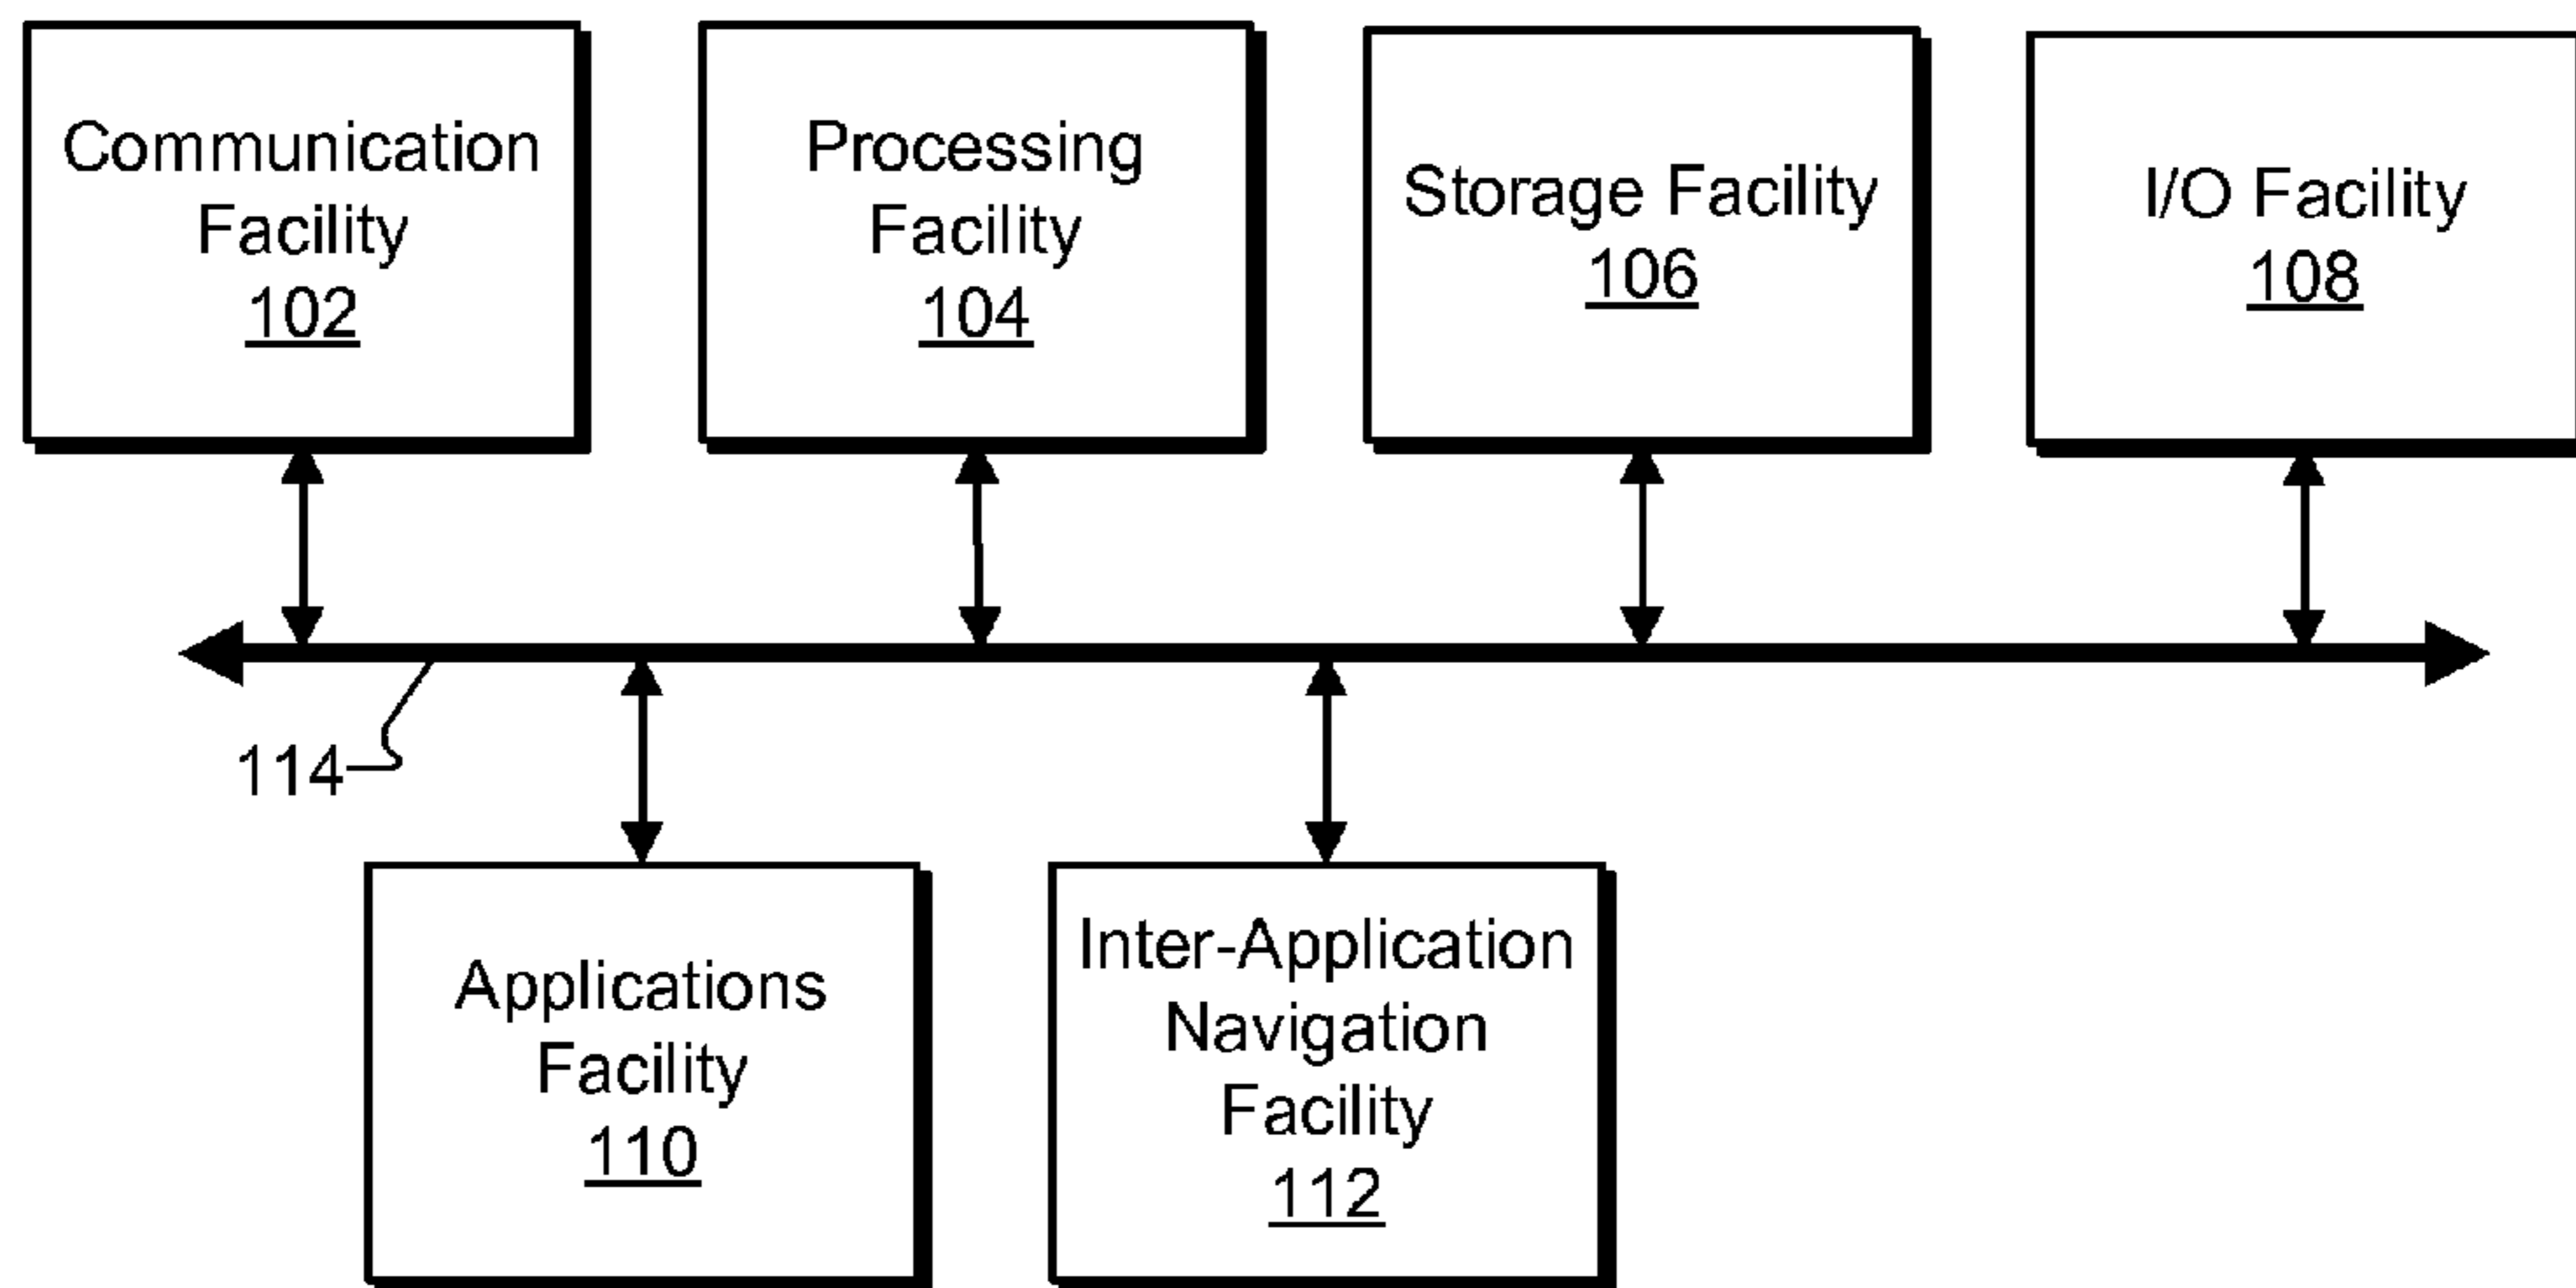 Communication
Facility
102
Processing
Facility
104
Storage Facility
106
I/O Facility
108
114
Applications
Facility
110
Inter-Application
Navigation
Facility
112